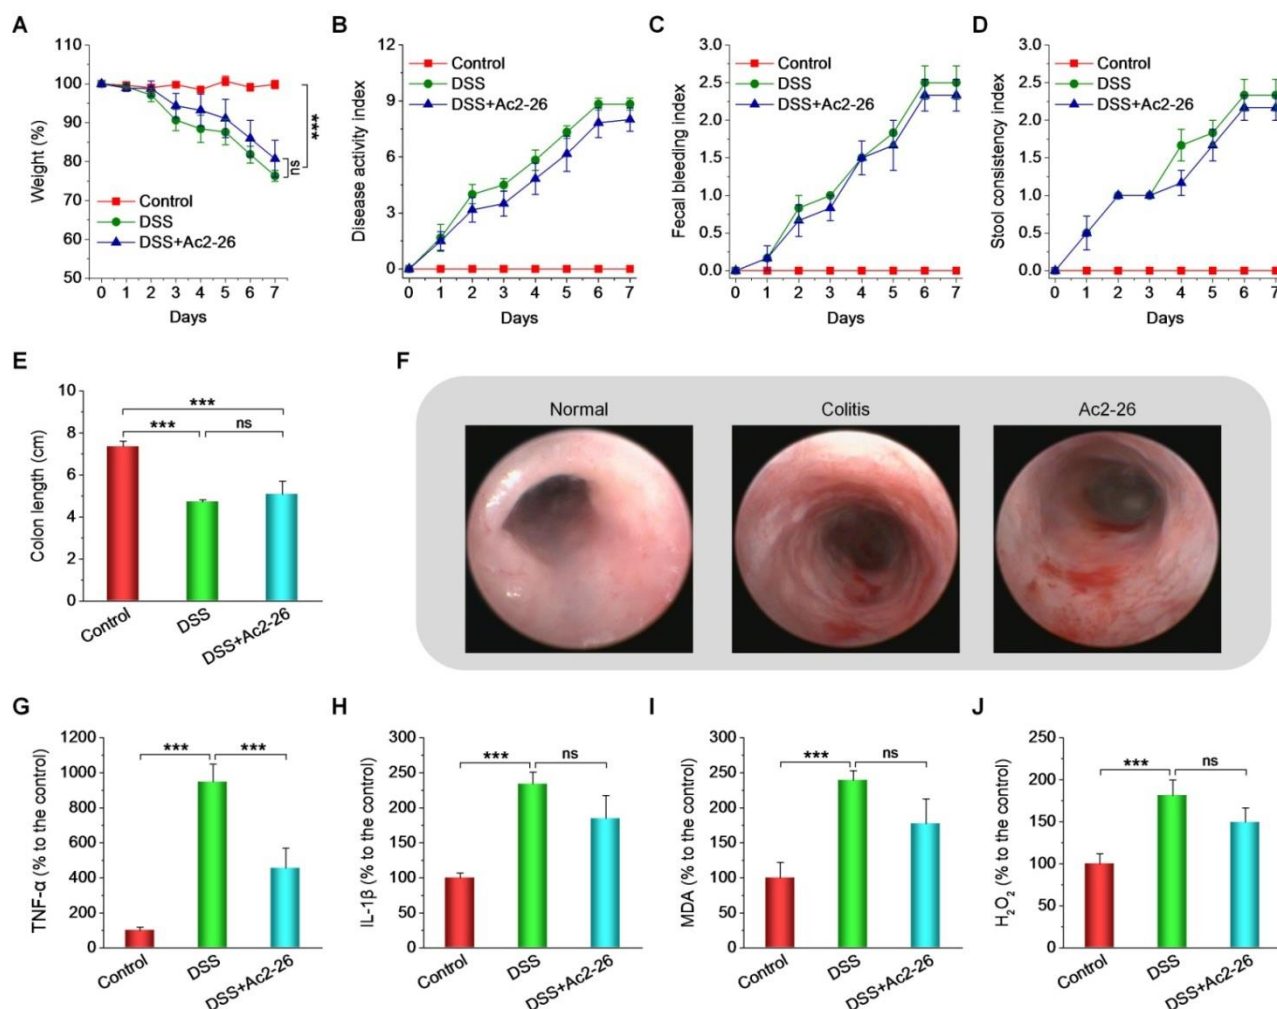 A
Weight (%)
110
100
90
80
70
60
50
0 1 2 3 4 5 6 7
Days
Control
DSS
DSS+Ac2-26
***
ns
B
Disease activity index
12
9
6
3
0
0 1 2 3 4 5 6 7
Days
Control
DSS
DSS+Ac2-26
C
Fecal bleeding index
3.0
2.5
2.0
1.5
1.0
0.5
0.0
0 1 2 3 4 5 6 7
Days
Control
DSS
DSS+Ac2-26
D
Stool consistency index
3.0
2.5
2.0
1.5
1.0
0.5
0.0
0 1 2 3 4 5 6 7
Days
Control
DSS
DSS+Ac2-26
E
Colon length (cm)
10
8
6
4
2
0
***
*** ns
Control DSS DSS+Ac2-26
F
Normal Colitis Ac2-26
G
TNF-α (% to the control)
1200
1000
800
600
400
200
0
*** ***
Control DSS DSS+Ac2-26
H
IL-1β (% to the control)
300
250
200
150
100
50
0
*** ns
Control DSS DSS+Ac2-26
I
MDA (% to the control)
300
250
200
150
100
50
0
*** ns
Control DSS DSS+Ac2-26
J
H₂O₂ (% to the control)
250
200
150
100
50
0
*** ns
Control DSS DSS+Ac2-26